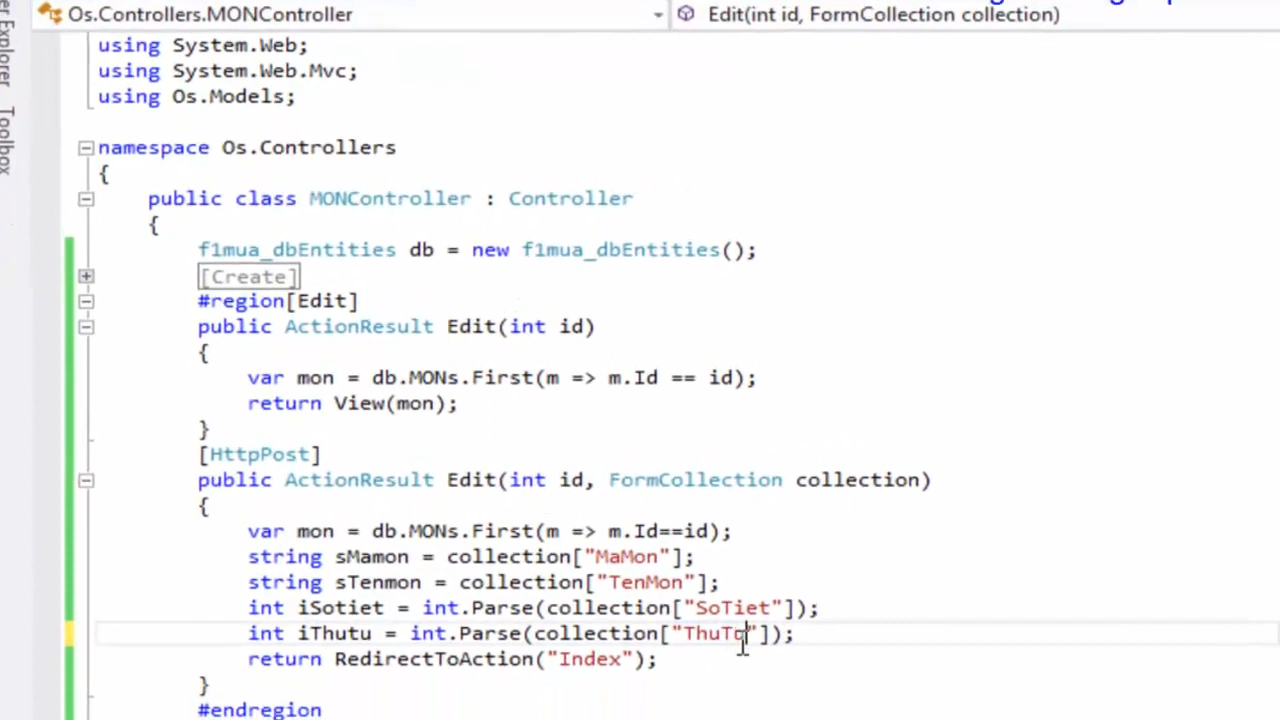 Os.Controllers.MONController
Edit(int id, FormCollection collection)
Explorer
Toolbox
using System.Web;
using System.Web.Mvc;
using Os.Models;
namespace Os.Controllers
{
public class MONController : Controller
{
f1mua_dbEntities db = new f1mua_dbEntities();
[Create]
#region[Edit]
public ActionResult Edit(int id)
{
var mon = db.MONs.First(m => m.Id == id);
return View(mon);
}
[HttpPost]
public ActionResult Edit(int id, FormCollection collection)
{
var mon = db.MONs.First(m => m.Id==id);
string sMamon = collection["MaMon"];
string sTenmon = collection["TenMon"];
int iSotiet = int.Parse(collection["SoTiet"]);
int iThutu = int.Parse(collection["ThuTu"]);
return RedirectToAction("Index");
}
#endregion